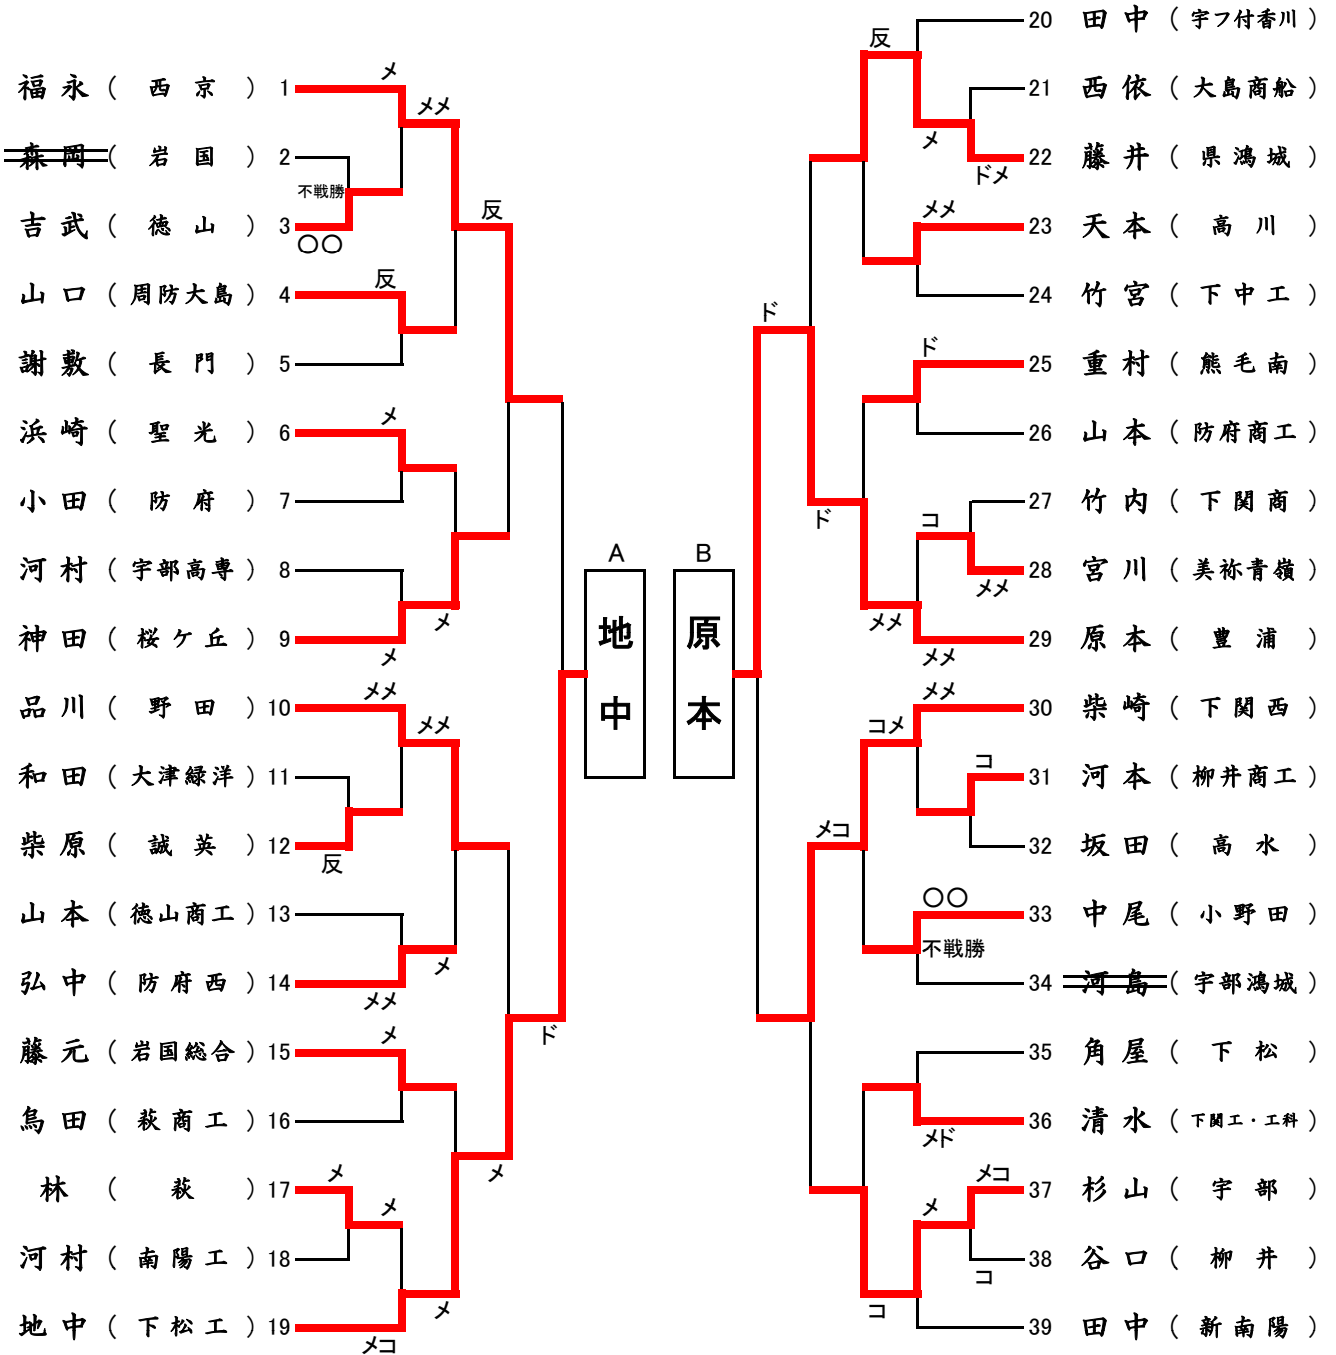 福永 ( 西京 ) 1
メ
メメ
森岡 ( 岩国 ) 2
不戦勝
吉武 ( 徳山 ) 3
〇〇
反
山口 ( 周防大島 ) 4
反
謝敷 ( 長門 ) 5
浜崎 ( 聖光 ) 6
メ
小田 ( 防府 ) 7
河村 ( 宇部高専 ) 8
神田 ( 桜ケ丘 ) 9
メ
メ
品川 ( 野田 ) 10
メメ
メメ
和田 ( 大津緑洋 ) 11
柴原 ( 誠英 ) 12
反
山本 ( 徳山商工 ) 13
弘中 ( 防府西 ) 14
メメ
メ
藤元 ( 岩国総合 ) 15
メ
ド
烏田 ( 萩商工 ) 16
林 ( 萩 ) 17
メ
メ
メ
河村 ( 南陽工 ) 18
地中 ( 下松工 ) 19
メコ
メ
A
地中
B
原本
20 田中 ( 宇フ付香川 )
反
21 西依 ( 大島商船 )
メ
22 藤井 ( 県鴻城 )
ドメ
23 天本 ( 高川 )
メメ
24 竹宮 ( 下中工 )
ド
25 重村 ( 熊毛南 )
ド
26 山本 ( 防府商工 )
27 竹内 ( 下関商 )
コ
ド
28 宮川 ( 美祢青嶺 )
メメ
29 原本 ( 豊浦 )
メメ
メメ
30 柴崎 ( 下関西 )
メメ
コメ
31 河本 ( 柳井商工 )
コ
32 坂田 ( 高水 )
メコ
33 中尾 ( 小野田 )
〇〇
不戦勝
34 河島 ( 宇部鴻城 )
35 角屋 ( 下松 )
36 清水 ( 下関工・工科 )
メド
37 杉山 ( 宇部 )
メコ
メ
38 谷口 ( 柳井 )
コ
コ
39 田中 ( 新南陽 )